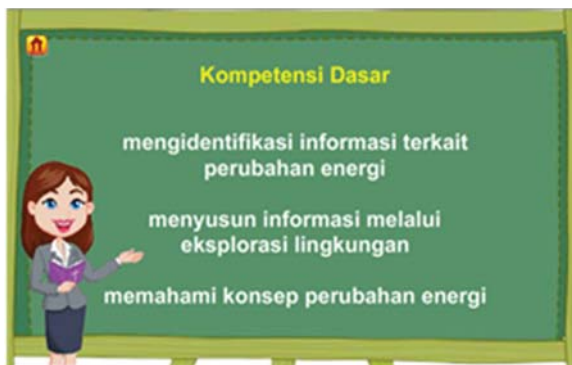 Kompetensi Dasar
mengidentifikasi informasi terkait
perubahan energi
menyusun informasi melalui
eksplorasi lingkungan
memahami konsep perubahan energi